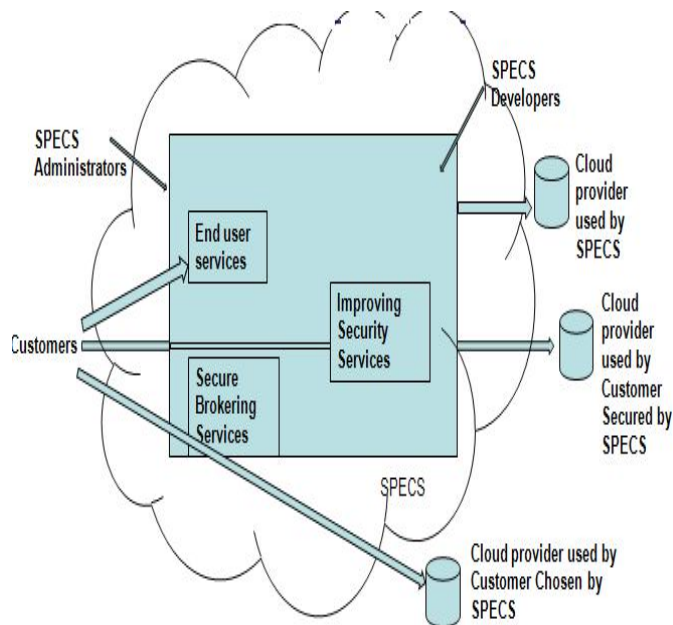 SPECS
Developers
SPECS
Administrators
Cloud
provider
used by
SPECS
End user
services
Improving
Security
Services
Customers
Cloud
provider
used by
Customer
Secured by
SPECS
Secure
Brokering
Services
SPECS
Cloud provider used by
Customer Chosen by
SPECS